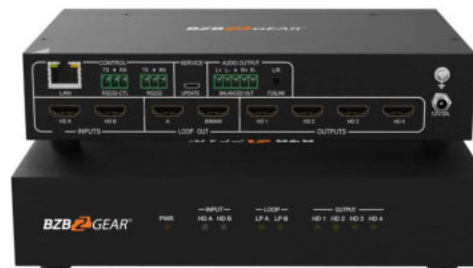 BZB GEAR
CONTROL SERVICE AUDIO OUTPUT
TX RX TX RX L+ L- R+ R- L/R
LAN RS232-CTL RS232 UPDATE BALANCED OUT TOSLINK
12V/5A
HD A HD B A HD 1 HD 2 HD 3 HD 4
INPUTS LOOP OUT OUTPUTS
BZB GEAR
PWR
INPUT LOOP OUTPUT
HD A HD B LP A LP B HD 1 HD 2 HD 3 HD 4